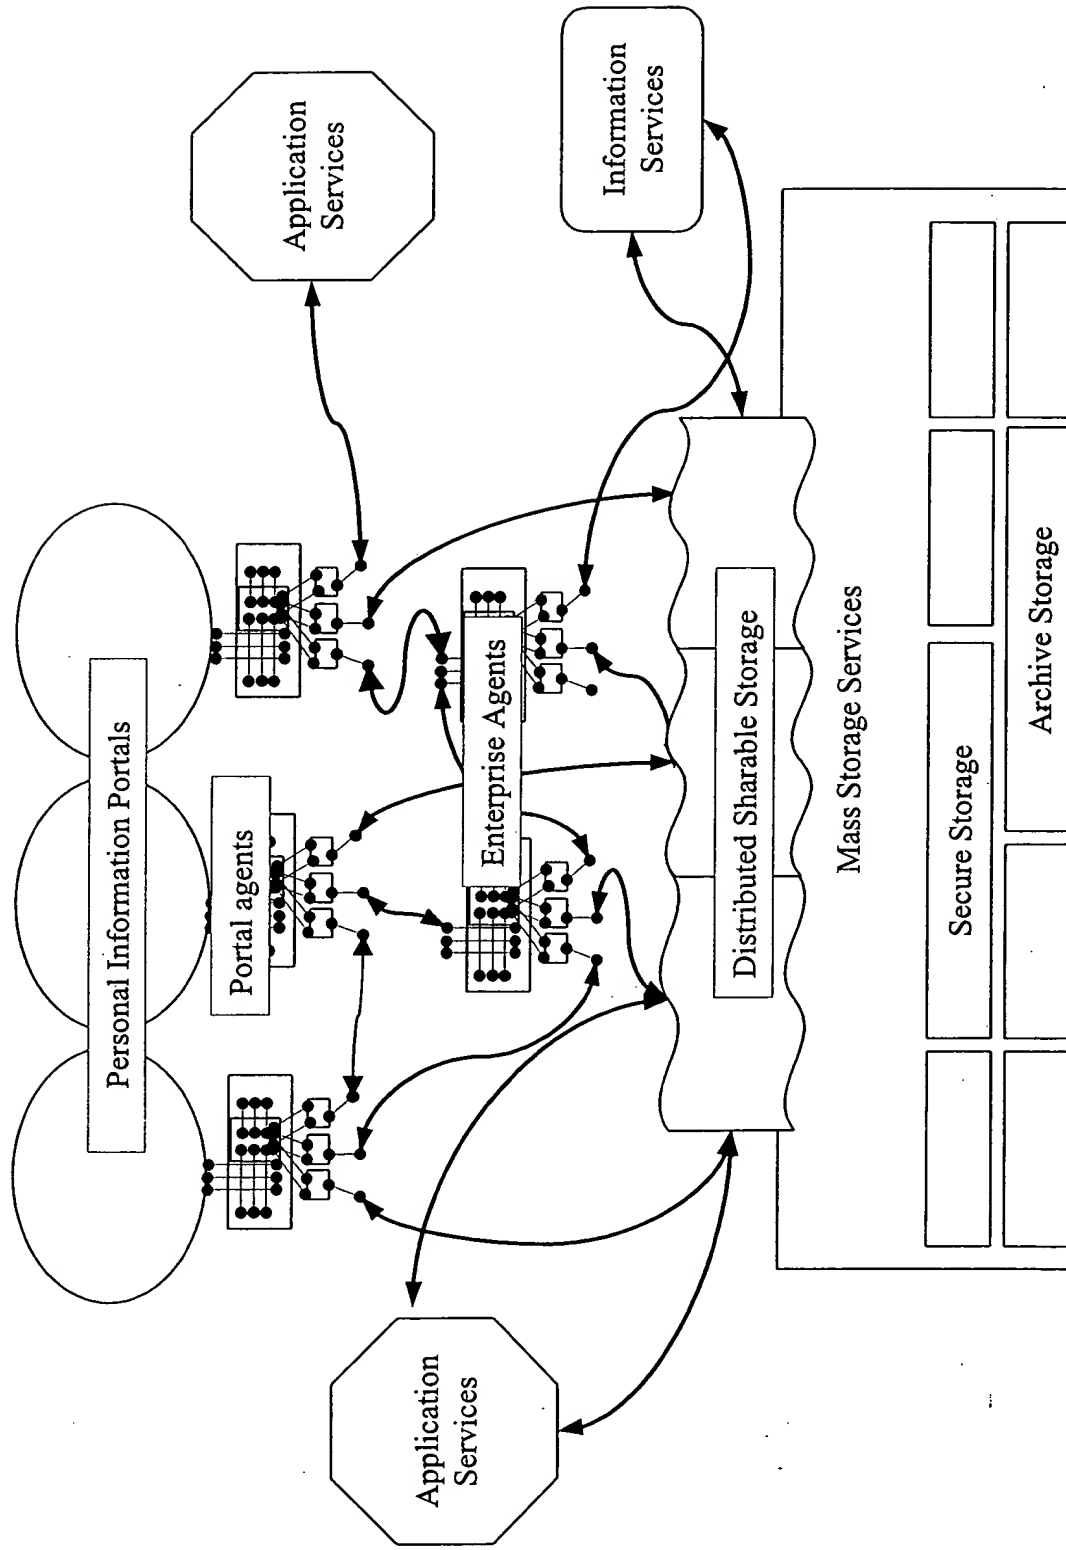 Personal Information Portals
Portal agents
Application
Services
Enterprise Agents
Application
Services
Information
Services
Distributed Sharable Storage
Mass Storage Services
Secure Storage
Archive Storage